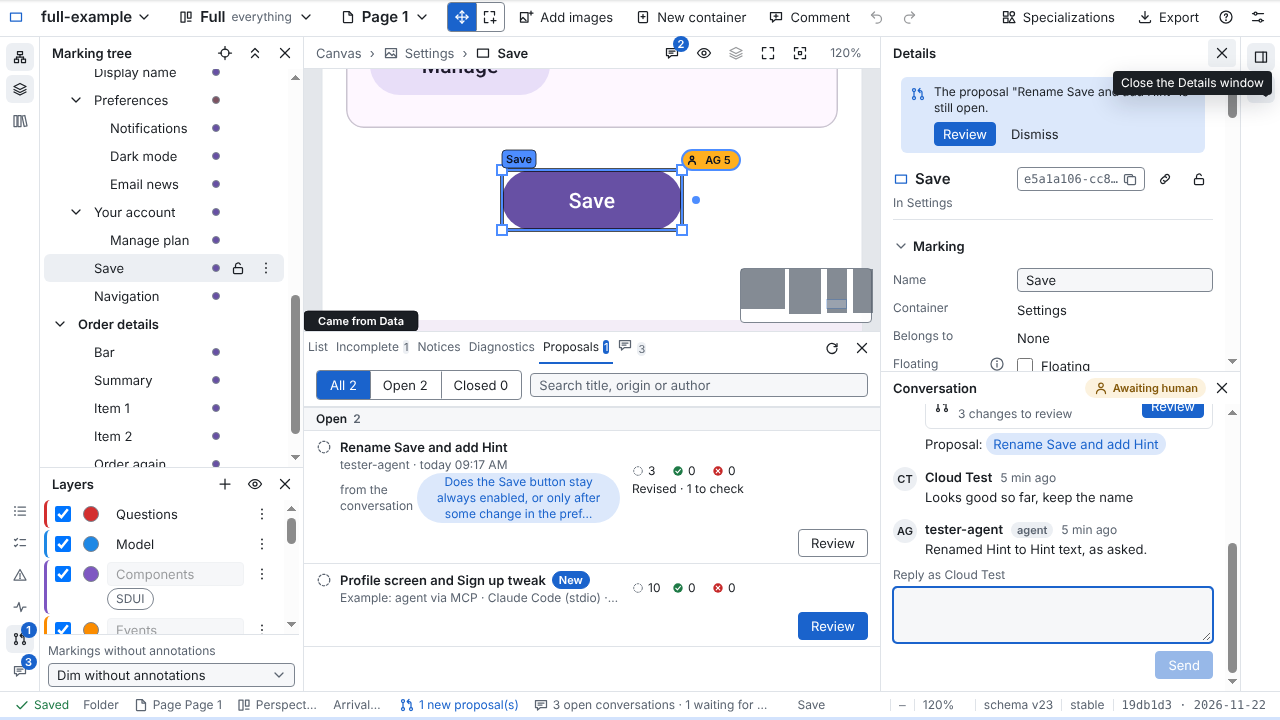 full-example
Full everything
Page 1
Add images
New container
Comment
Specializations
Export
Marking tree
Display name
Preferences
Notifications
Dark mode
Email news
Your account
Manage plan
Save
Navigation
Order details
Bar
Summary
Item 1
Item 2
Order again
Layers
Questions
Model
Components
SDUI
Events
Markings without annotations
Dim without annotations
Canvas › Settings › Save
2
120%
Manage
Save
AG 5
Save
Came from Data
List Incomplete 1 Notices Diagnostics Proposals 1 3
All 2 Open 2 Closed 0
Search title, origin or author
Open 2
Rename Save and add Hint
tester-agent · today 09:17 AM
from the conversation
Does the Save button stay
always enabled, or only after
some change in the pref...
3 0 0
Revised · 1 to check
Review
Profile screen and Sign up tweak New
Example: agent via MCP · Claude Code (stdio) ·...
10 0 0
Review
Details
Close the Details window
The proposal "Rename Save and add Hint" is
still open.
Review Dismiss
Save
e5a1a106-cc8…
In Settings
Marking
Name Save
Container Settings
Belongs to None
Floating Floating
Conversation Awaiting human
3 changes to review
Review
Proposal: Rename Save and add Hint
CT Cloud Test 5 min ago
Looks good so far, keep the name
AG tester-agent agent 5 min ago
Renamed Hint to Hint text, as asked.
Reply as Cloud Test
Send
1
3
Saved Folder Page Page 1 Perspect... Arrival... 1 new proposal(s) 3 open conversations · 1 waiting for ... Save – 120% schema v23 stable 19db1d3 · 2026-11-22